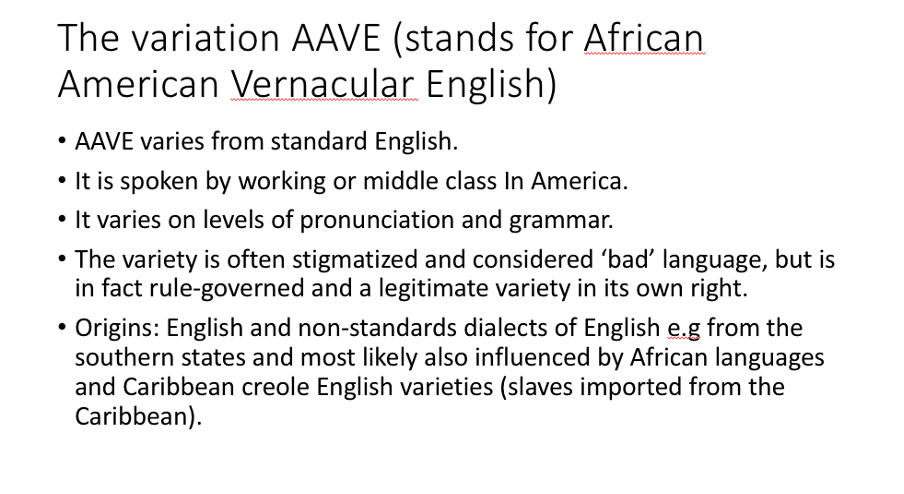 The variation AAVE (stands for African
American Vernacular English)
• AAVE varies from standard English.
• It is spoken by working or middle class In America.
• It varies on levels of pronunciation and grammar.
• The variety is often stigmatized and considered ‘bad’ language, but is
in fact rule-governed and a legitimate variety in its own right.
• Origins: English and non-standards dialects of English e.g from the
southern states and most likely also influenced by African languages
and Caribbean creole English varieties (slaves imported from the
Caribbean).